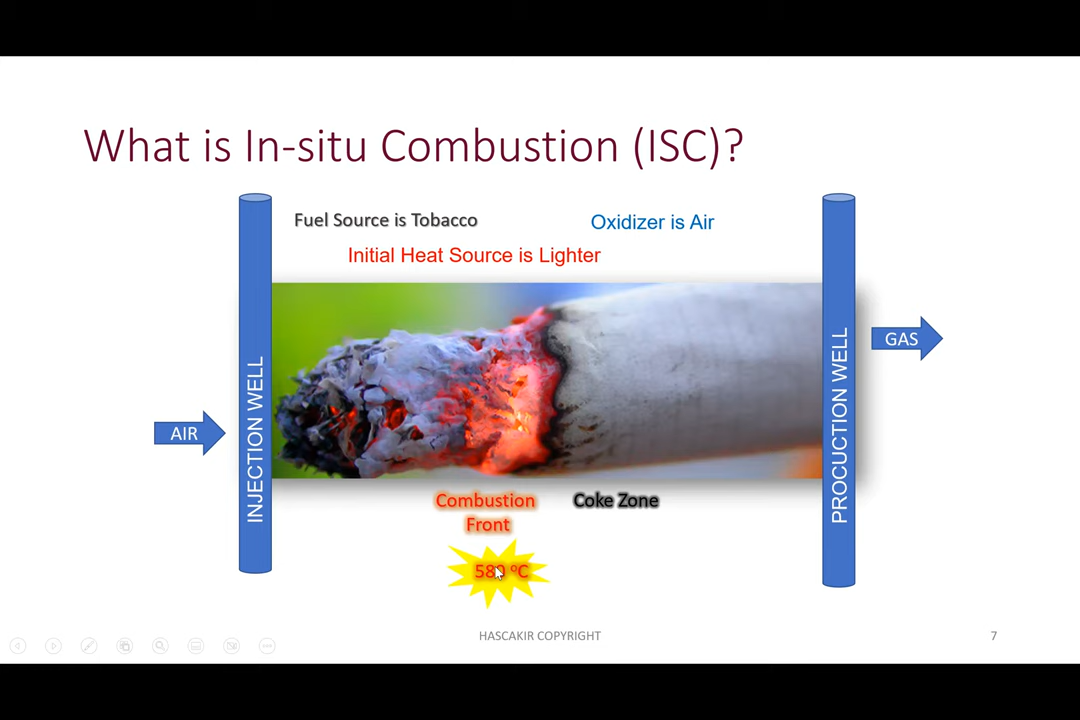 What is In-situ Combustion (ISC)?
Fuel Source is Tobacco
Oxidizer is Air
Initial Heat Source is Lighter
INJECTION WELL
PROCUCTION WELL
GAS
AIR
Combustion
Front
Coke Zone
580 ºC
HASCAKIR COPYRIGHT
7